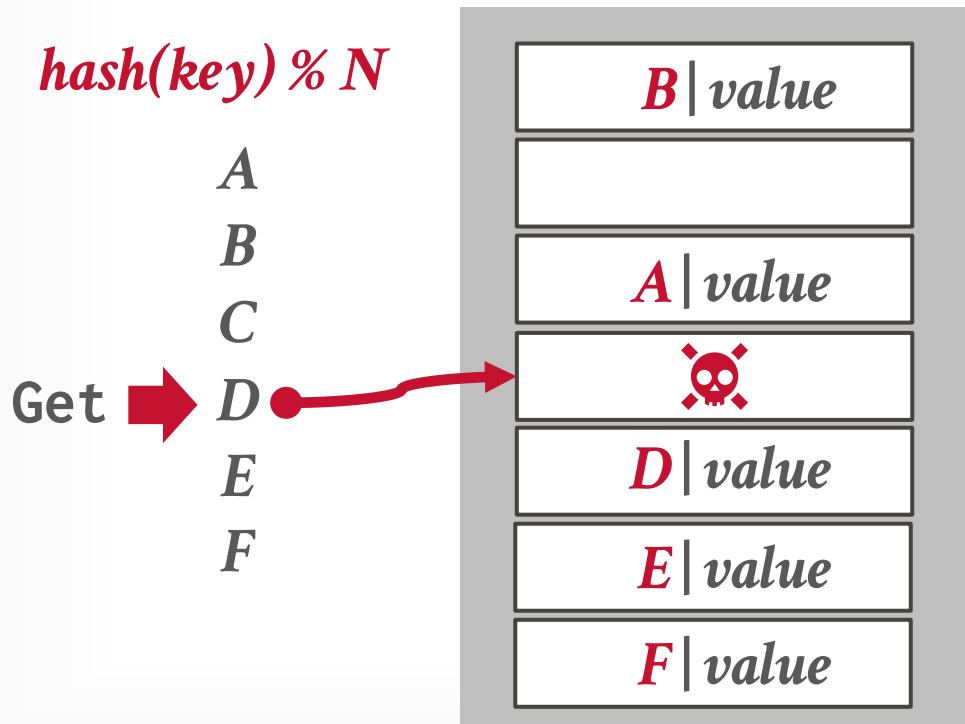 hash(key) % N
A
B
C
Get D
E
F
B | value
A | value
D | value
E | value
F | value